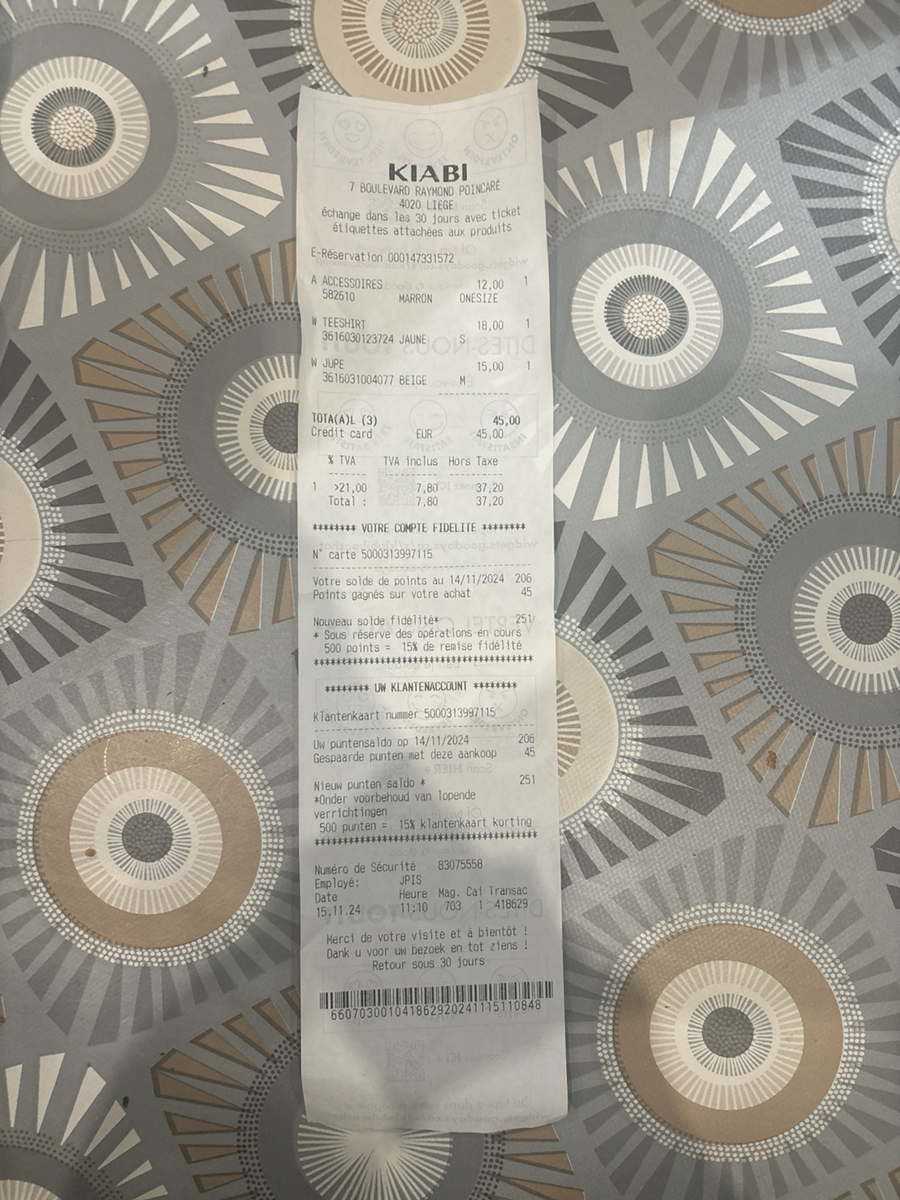 KIABI
7 BOULEVARD RAYMOND POINCARÉ
4020 LIEGE
échange dans les 30 jours avec ticket
étiquettes attachées aux produits
E-Réservation 000147331572
A ACCESSOIRES 12,00 1
582610 MARRON ONESIZE
W TEESHIRT 18,00 1
3616030123724 JAUNE S
W JUPE 15,00 1
3616031004077 BEIGE M
------------
TOTA(A)L (3) 45,00
Credit card EUR 45,00
% TVA TVA inclus Hors Taxe
1 >21,00 7,80 37,20
Total : 7,80 37,20
******** VOTRE COMPTE FIDELITE ********
N° carte 5000313997115
Votre solde de points au 14/11/2024 206
Points gagnés sur votre achat 45
Nouveau solde fidélité* 251
* Sous réserve des opérations en cours
500 points = 15% de remise fidélité
****************************************
******** UW KLANTENACCOUNT ********
Klantenkaart nummer 5000313997115
Uw puntensaldo op 14/11/2024 206
Gespaarde punten met deze aankoop 45
Nieuw punten saldo * 251
*Onder voorbehoud van lopende
verrichtingen
500 punten = 15% klantenkaart korting
****************************************
Numéro de Sécurité 83075558
Employé: JPIS
Date Heure Mag. Cai Transac
15.11.24 11:10 703 1 418629
Merci de votre visite et à bientôt !
Dank u voor uw bezoek en tot ziens !
Retour sous 30 jours
660703001041862920241115110848